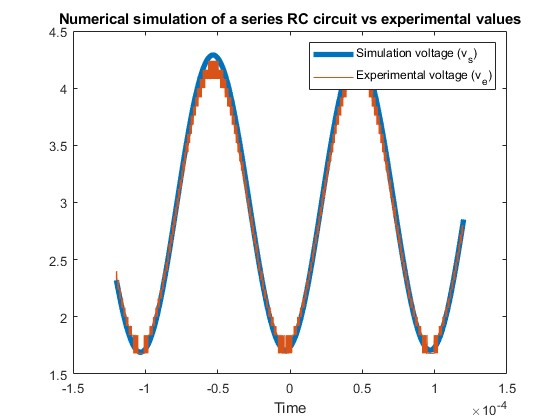 Numerical simulation of a series RC circuit vs experimental values
4.5
4
3.5
3
2.5
2
1.5
Simulation voltage (v_s)
Experimental voltage (v_e)
-1.5 -1 -0.5 0 0.5 1 1.5
×10^-4
Time